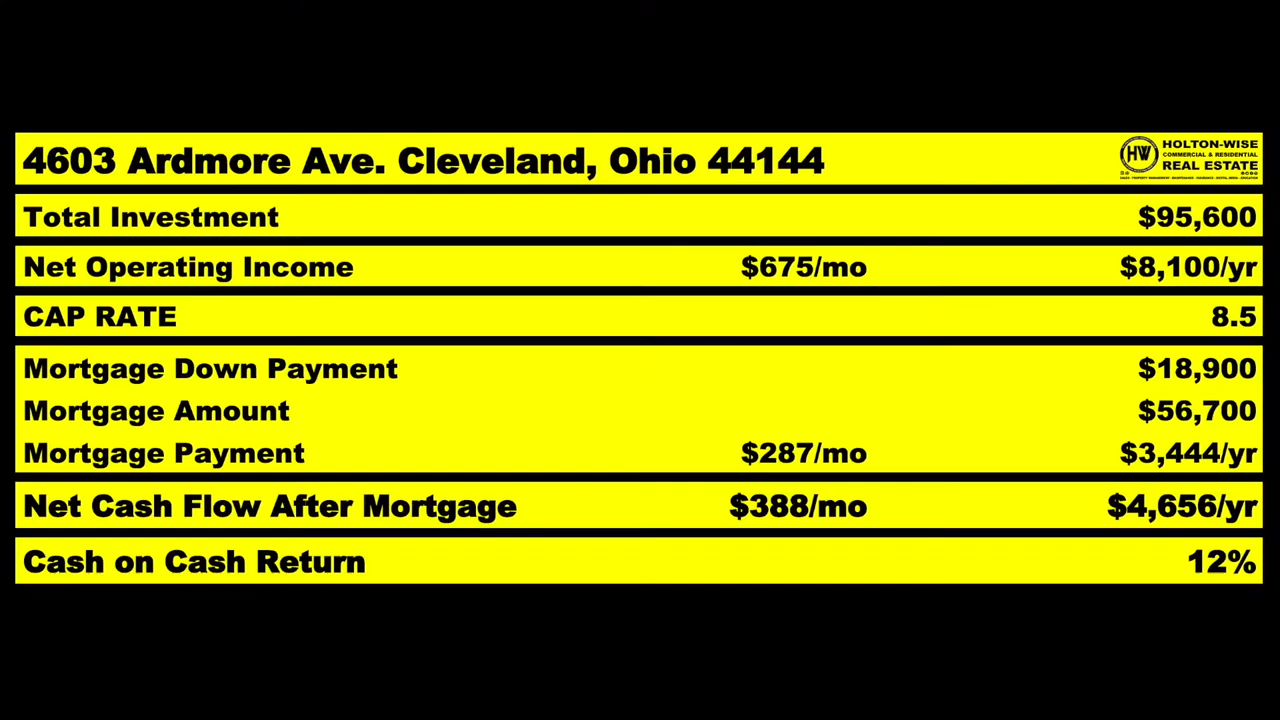 4603 Ardmore Ave. Cleveland, Ohio 44144
HW
HOLTON-WISE
COMMERCIAL & RESIDENTIAL
REAL ESTATE
Total Investment $95,600
Net Operating Income $675/mo $8,100/yr
CAP RATE 8.5
Mortgage Down Payment $18,900
Mortgage Amount $56,700
Mortgage Payment $287/mo $3,444/yr
Net Cash Flow After Mortgage $388/mo $4,656/yr
Cash on Cash Return 12%